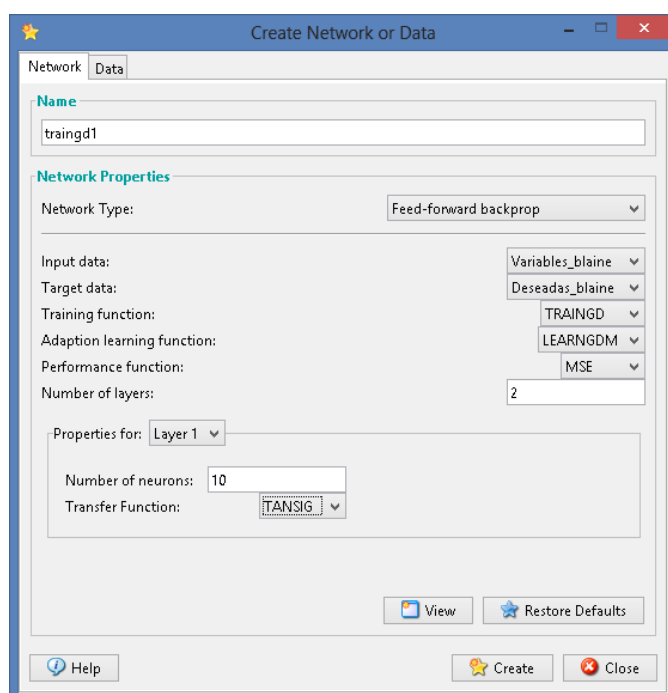 Create Network or Data
Network Data
Name
traingd1
Network Properties
Network Type: Feed-forward backprop
Input data: Variables_blaine
Target data: Deseadas_blaine
Training function: TRAINGD
Adaption learning function: LEARNGDM
Performance function: MSE
Number of layers: 2
Properties for: Layer 1
Number of neurons: 10
Transfer Function: TANSIG
View Restore Defaults
Help Create Close